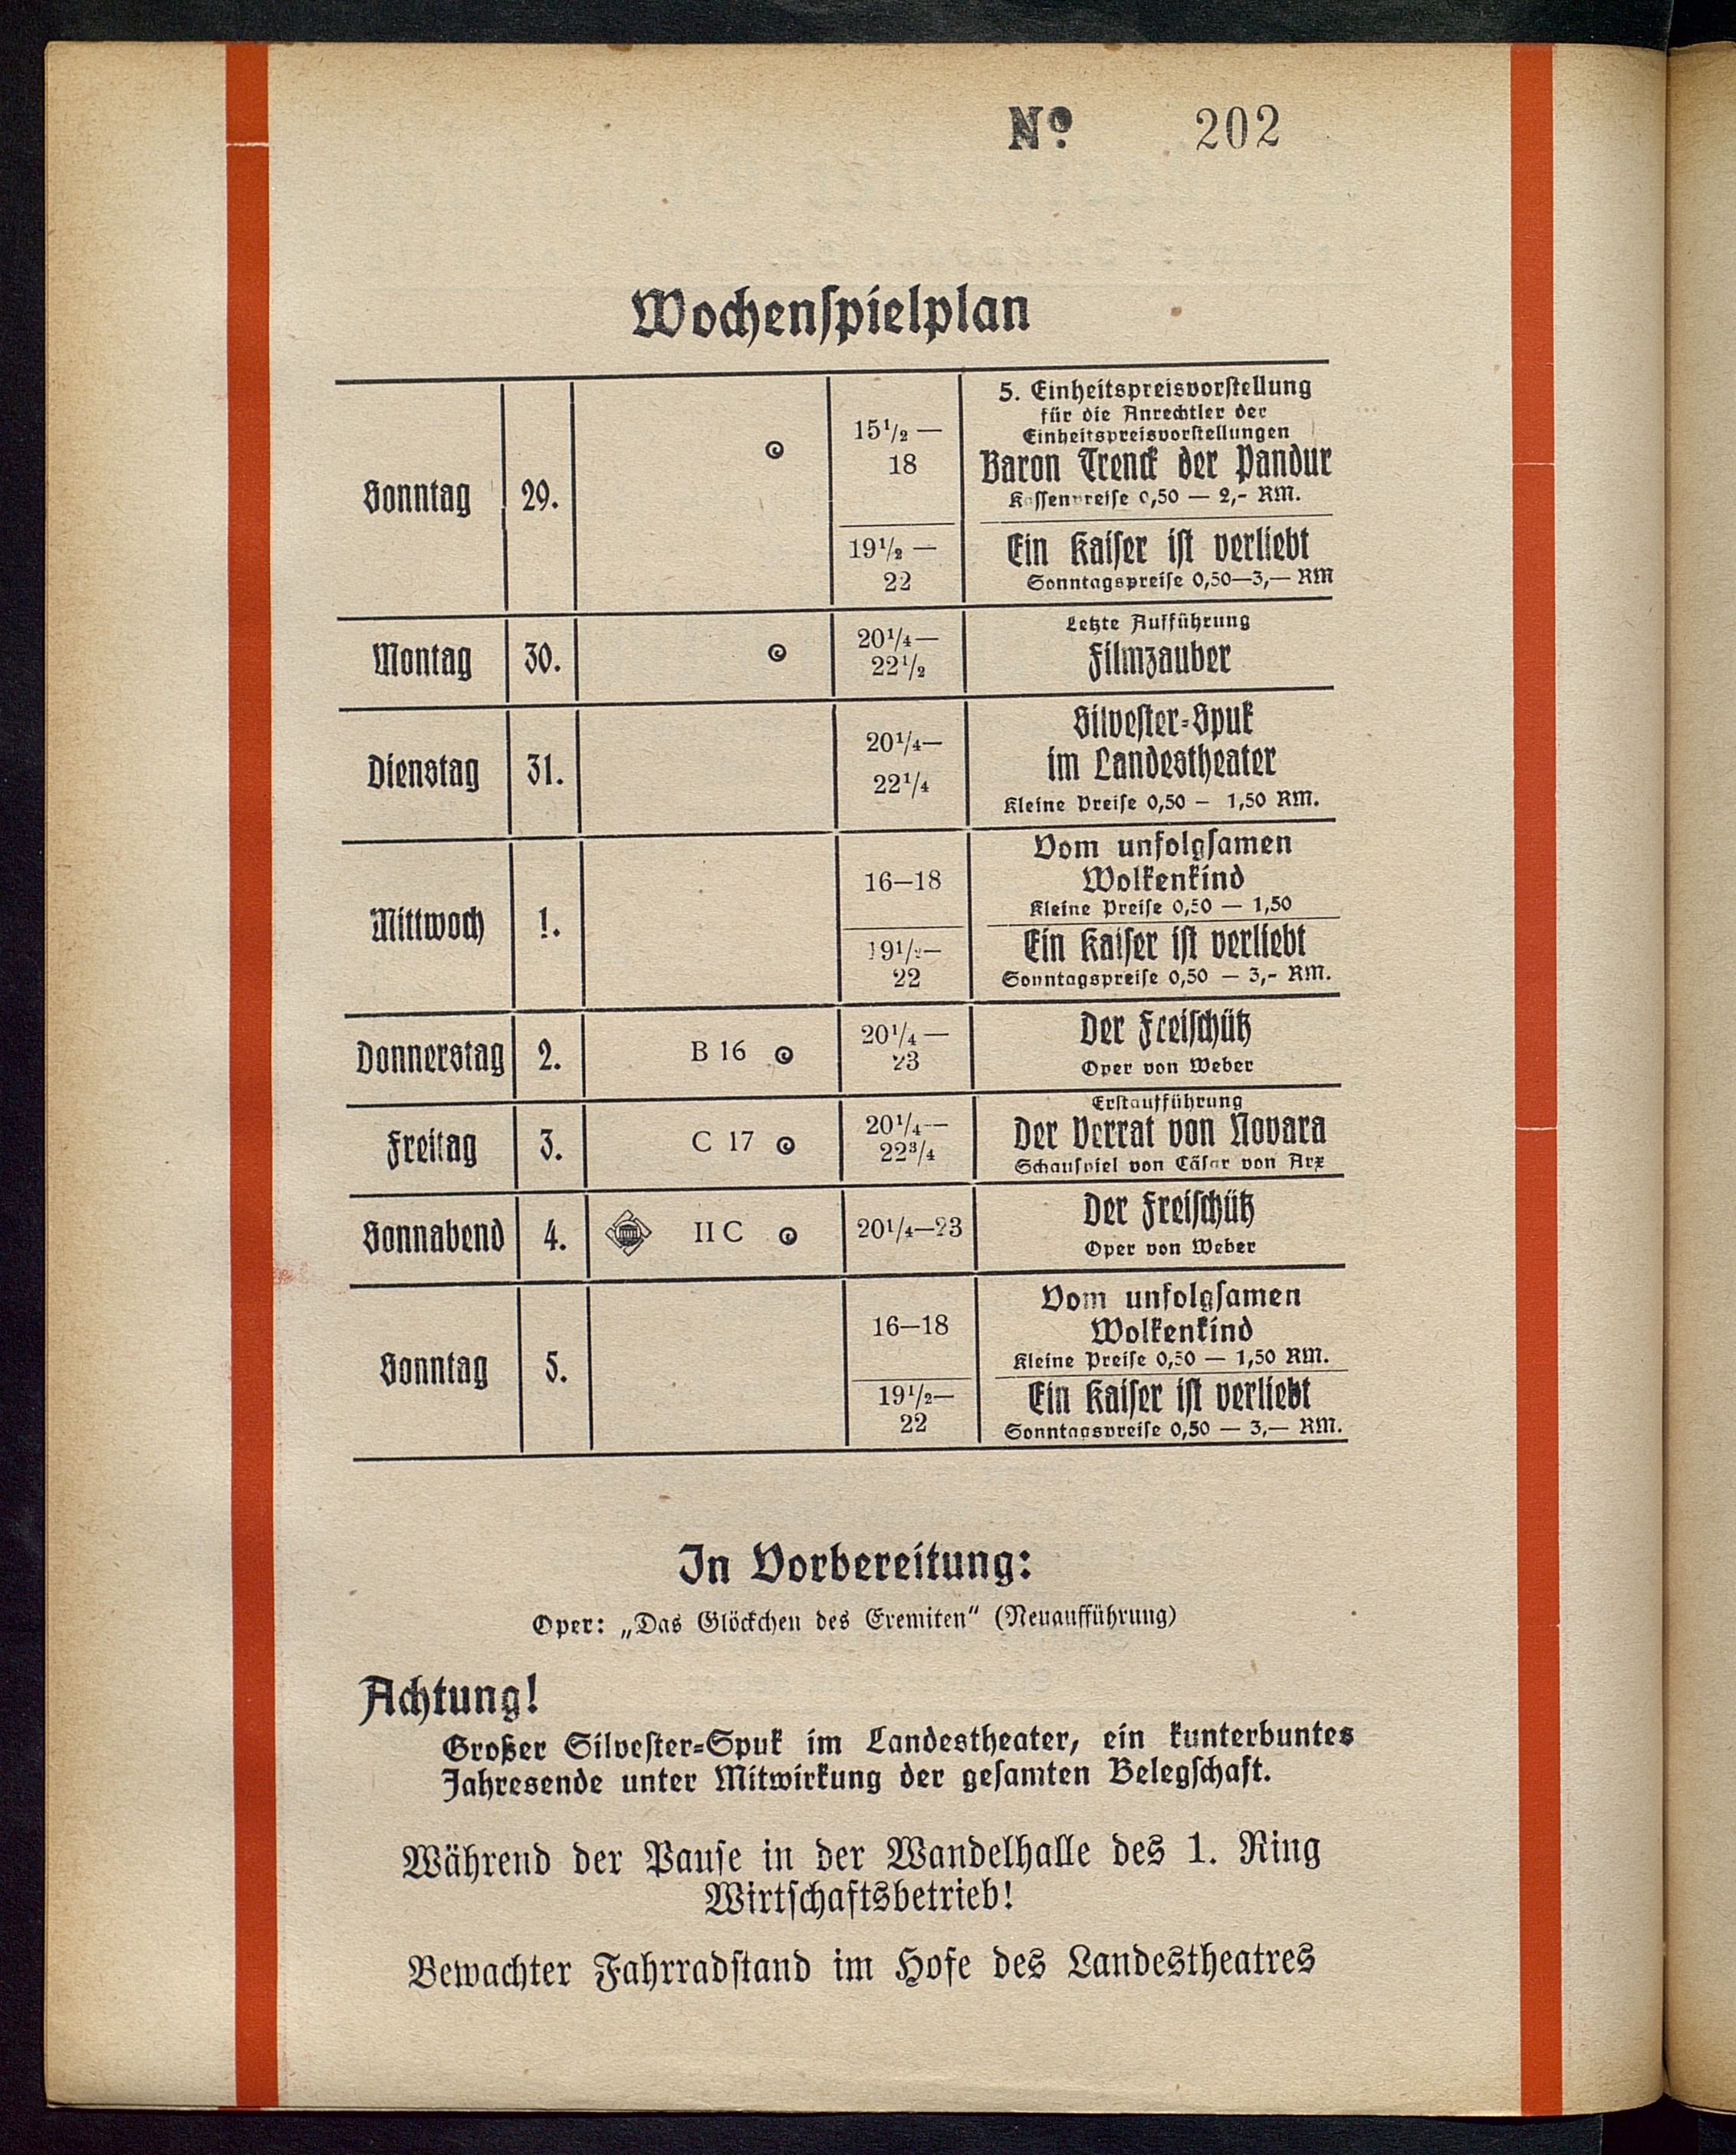 Nº 202
Wochenspielplan
Sonntag 29.
15½ — 18
5. Einheitspreisvorstellung
für die Anrechtler der
Einheitspreisvorstellungen
Baron Trenck der Pandur
Kassenpreise 0,50 — 2,- RM.
19½ — 22
Ein Kaiser ist verliebt
Sonntagspreise 0,50—3,— RM
Montag 30.
20¼— 22½
Letzte Aufführung
Filmzauber
Dienstag 31.
20¼— 22¼
Silvester-Spuk
im Landestheater
Kleine Preise 0,50 — 1,50 RM.
Mittwoch 1.
16—18
Vom unfolgsamen
Wolkenkind
Kleine Preise 0,50 — 1,50
19½— 22
Ein Kaiser ist verliebt
Sonntagspreise 0,50 — 3,- RM.
Donnerstag 2. B 16
20¼ — 23
Der Freischütz
Oper von Weber
Freitag 3. C 17
20¼— 22¾
Erstaufführung
Der Verrat von Novara
Schauspiel von Cäsar von Arx
Sonnabend 4. II C 20¼—23
Der Freischütz
Oper von Weber
Sonntag 5.
16—18
Vom unfolgsamen
Wolkenkind
Kleine Preise 0,50 — 1,50 RM.
19½— 22
Ein Kaiser ist verliebt
Sonntagspreise 0,50 — 3,— RM.
In Vorbereitung:
Oper: „Das Glöckchen des Eremiten“ (Neuaufführung)
Achtung!
Großer Silvester-Spuk im Landestheater, ein kunterbuntes
Jahresende unter Mitwirkung der gesamten Belegschaft.
Während der Pause in der Wandelhalle des 1. Ring
Wirtschaftsbetrieb!
Bewachter Fahrradstand im Hofe des Landestheatres